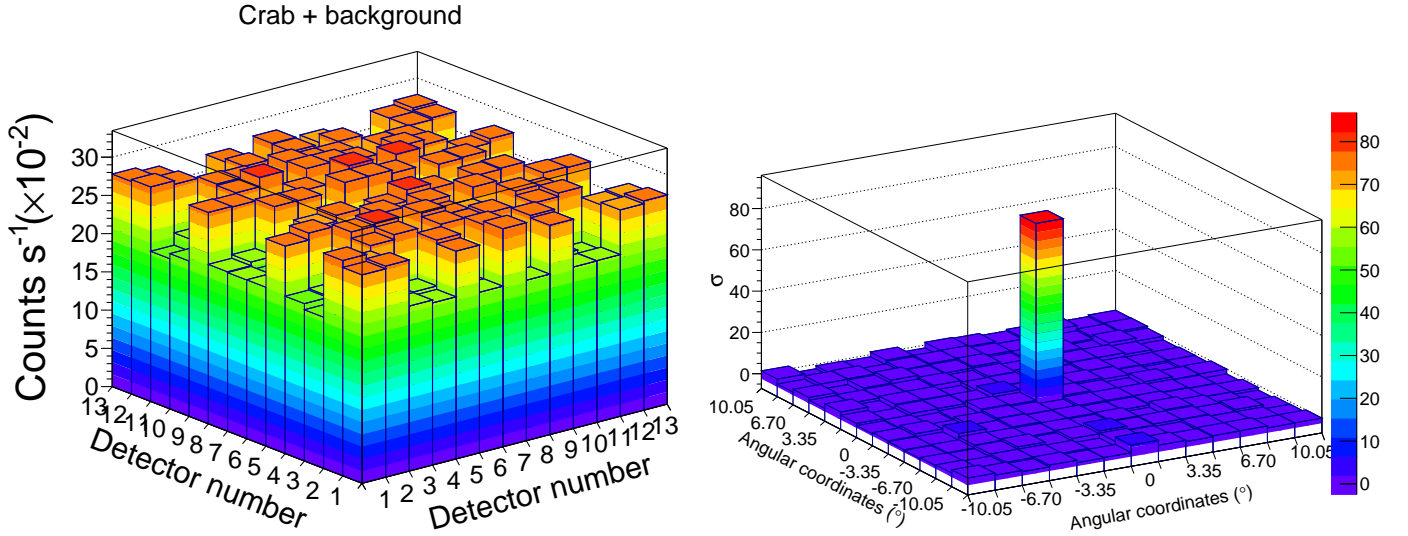 Crab + background
Counts s⁻¹(×10⁻²)
30
25
20
15
10
5
0
13 12 11 10 9 8 7 6 5 4 3 2 1
Detector number
1 2 3 4 5 6 7 8 9 10 11 12 13
Detector number
σ
80
60
40
20
0
10.05 6.70 3.35 0 -3.35 -6.70 -10.05
Angular coordinates (°)
-10.05 -6.70 -3.35 0 3.35 6.70 10.05
Angular coordinates (°)
80
70
60
50
40
30
20
10
0